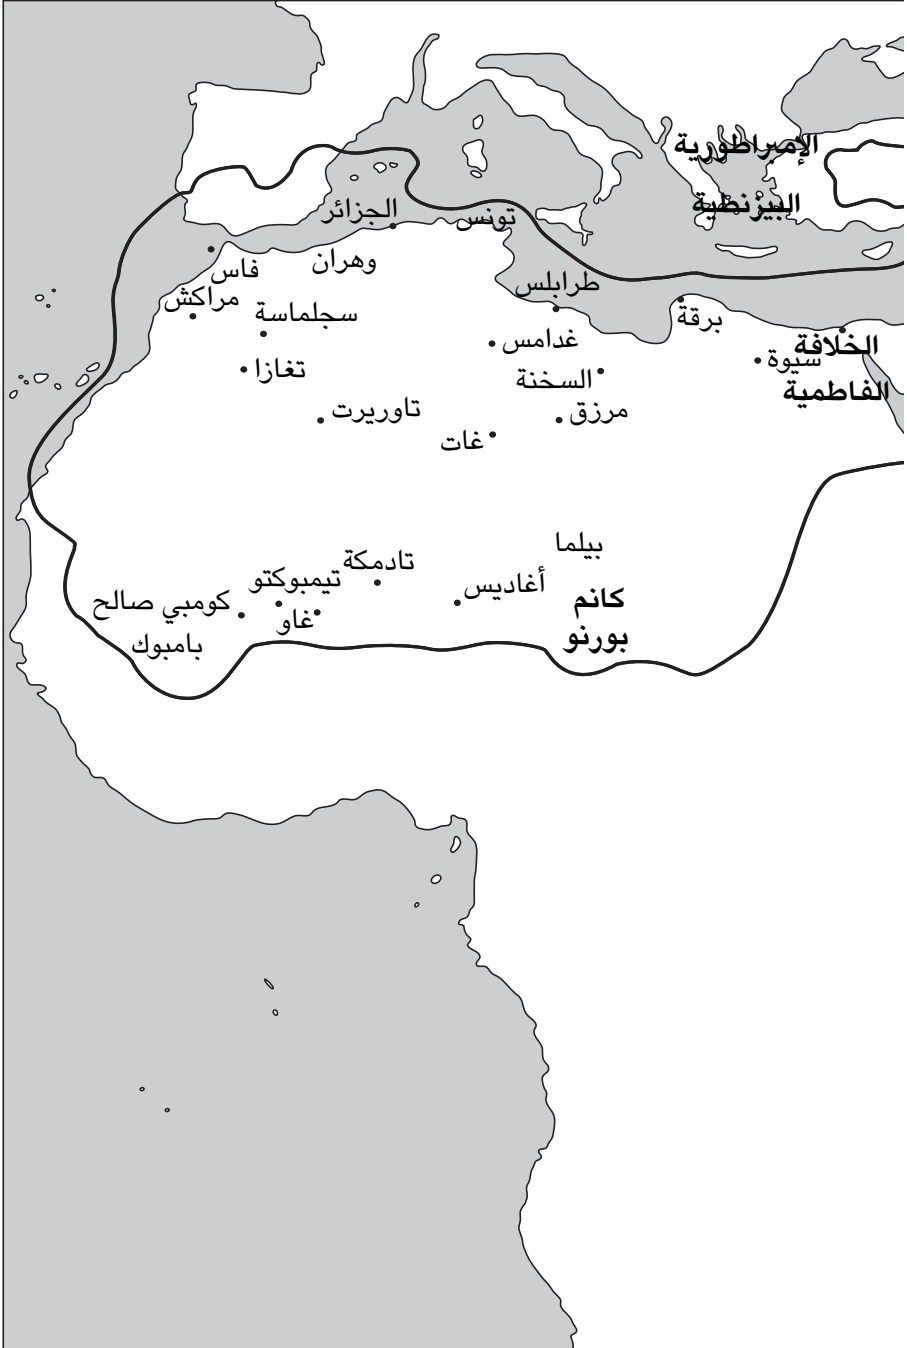 الإمبراطورية
البيزنطية
الجزائر
تونس
وهران
فاس
طرابلس
مراكش
سجلماسة
برقة
غدامس
الخلافة
الفاطمية
سيوة
تغازا
السخنة
تاوريرت
مرزق
غات
بيلما
تادمكة
أغاديس
تيمبوكتو
كانم
بورنو
كومبي صالح
غاو
بامبوك